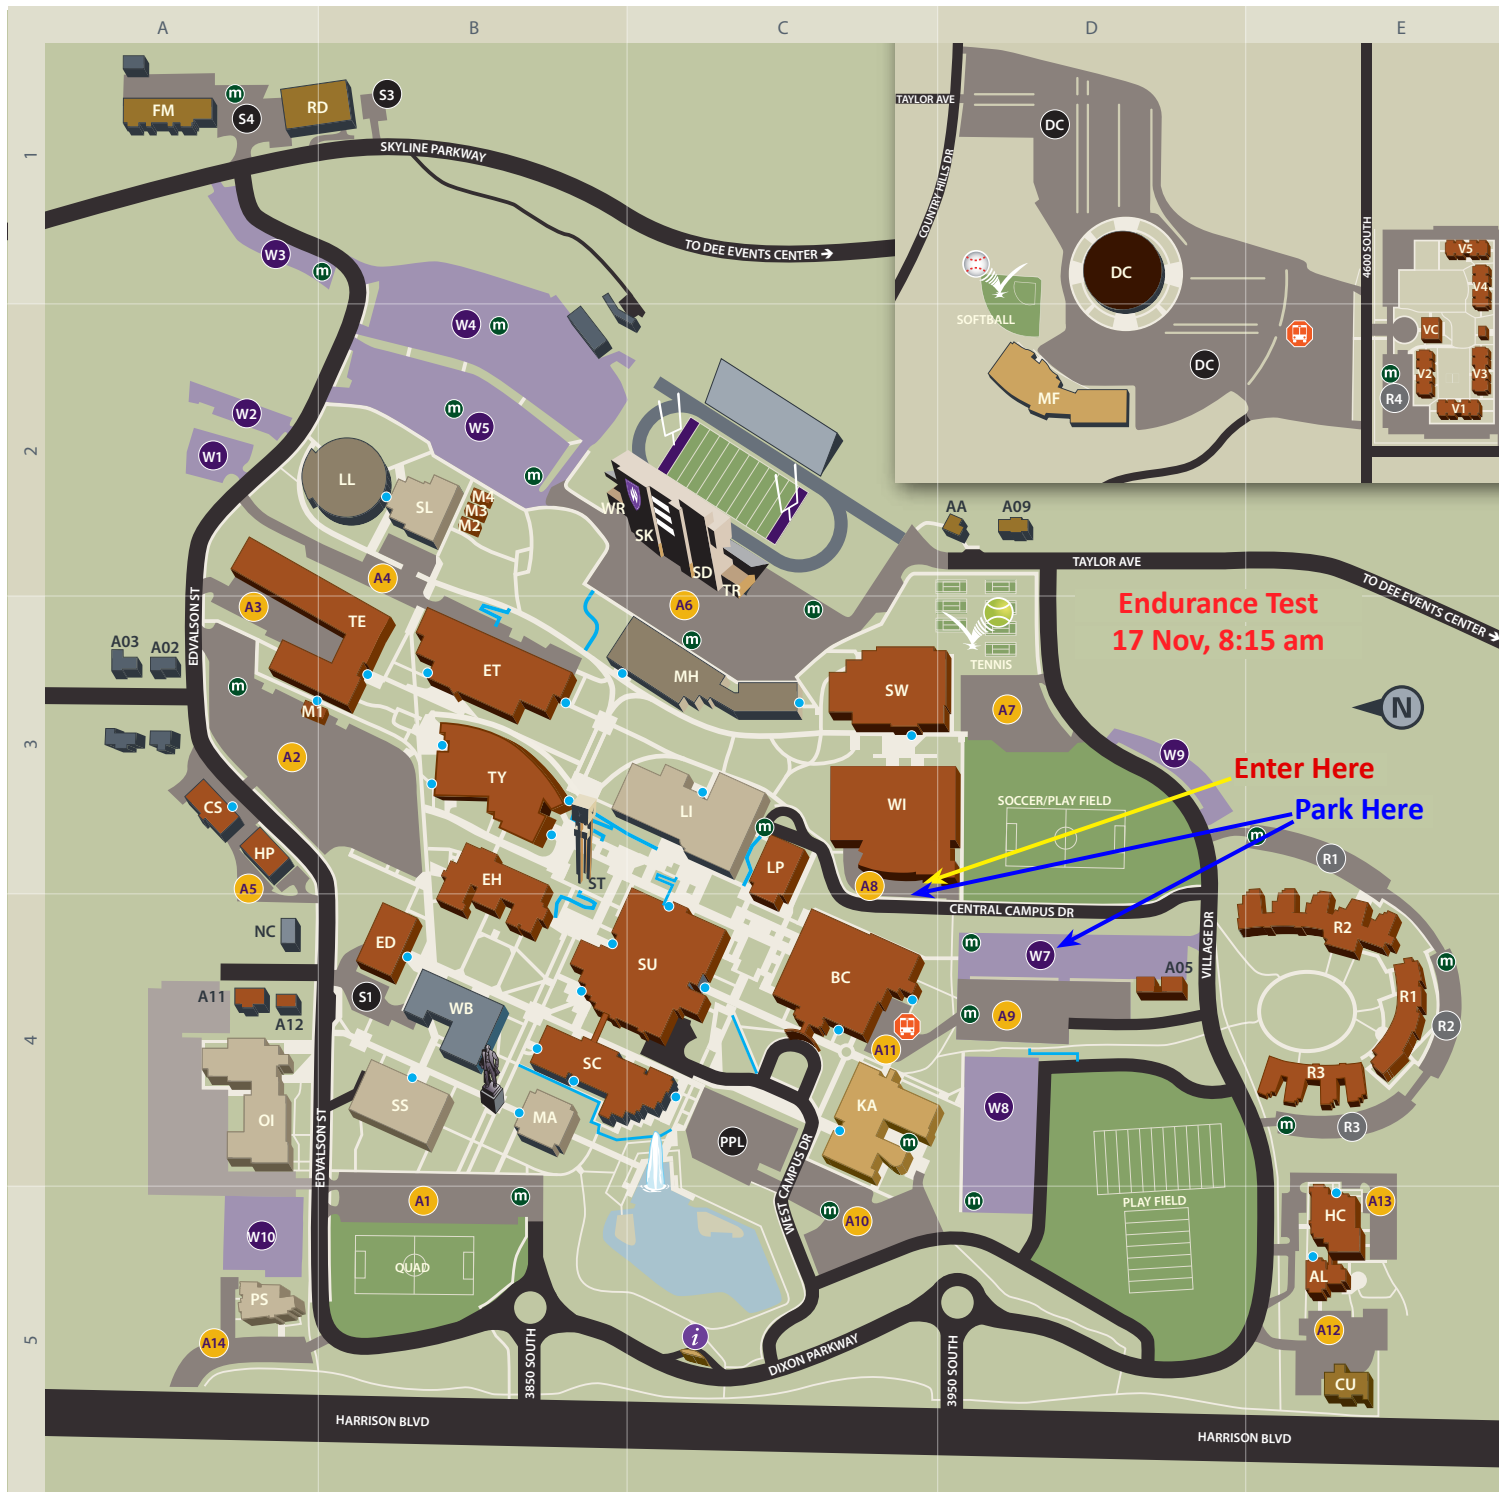 A
B
C
D
E
1
2
3
4
5
FM
m
S4
RD
S3
SKYLINE PARKWAY
TO DEE EVENTS CENTER
W3
m
W4
m
W2
W1
m
W5
m
LL
SL
M4
M3
M2
WR
SK
SD
TR
TAYLOR AVE
DC
COUNTRY HILLS DR
DC
SOFTBALL
MF
DC
4600 SOUTH
V5
V4
VC
V2
V3
V1
m
R4
AA
A09
TAYLOR AVE
TO DEE EVENTS CENTER
Endurance Test
17 Nov, 8:15 am
A4
A3
TE
A6
m
m
TENNIS
EDVALSON ST
A03
A02
m
M1
ET
MH
SW
A7
N
A2
TY
LI
WI
SOCCER/PLAY FIELD
W9
Enter Here
Park Here
CS
HP
A5
EH
ST
m
LP
A8
m
R1
CENTRAL CAMPUS DR
VILLAGE DR
NC
ED
SU
BC
m
W7
A05
R2
m
R1
R2
A11
A12
S1
WB
A11
m
A9
SC
R3
OI
SS
MA
PPL
KA
m
W8
m
R3
EDVALSON ST
WEST CAMPUS DR
A1
m
m
A10
m
PLAY FIELD
HC
A13
W10
QUAD
AL
PS
A14
i
A12
3850 SOUTH
DIXON PARKWAY
3950 SOUTH
CU
HARRISON BLVD
HARRISON BLVD